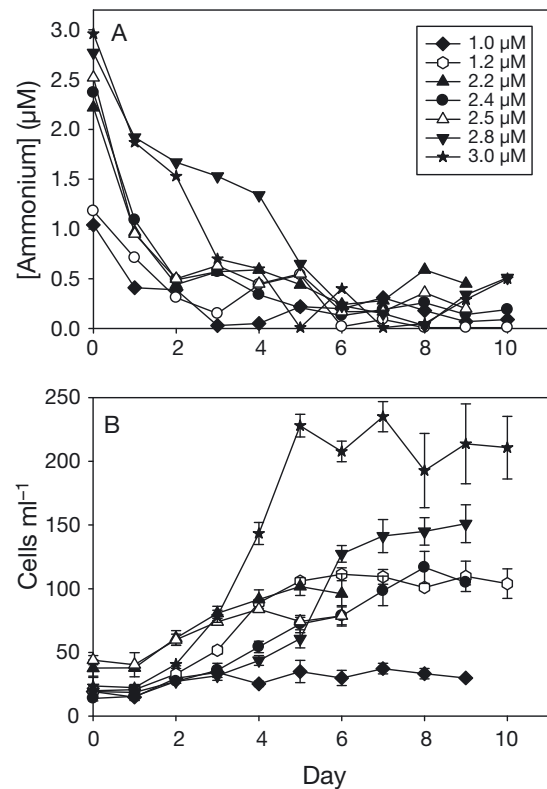 A
3.0
2.5
2.0
1.5
1.0
0.5
0.0
[Ammonium] (µM)
1.0 µM
1.2 µM
2.2 µM
2.4 µM
2.5 µM
2.8 µM
3.0 µM
0 2 4 6 8 10
B
250
200
150
100
50
0
Cells ml⁻¹
0 2 4 6 8 10
Day